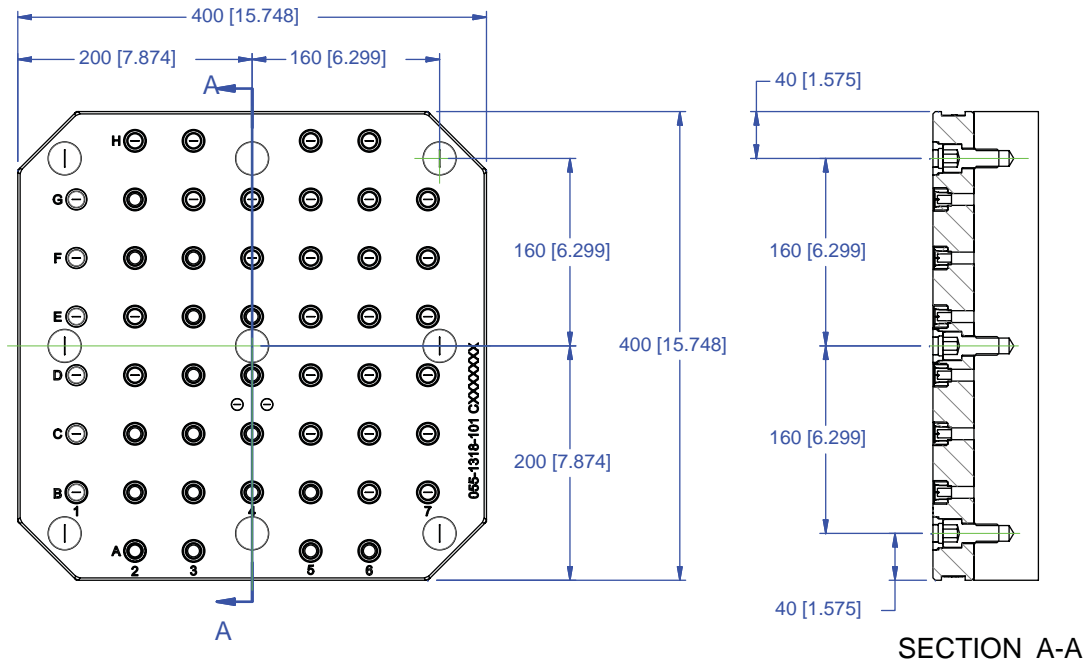 400 [15.748]
200 [7.874]
160 [6.299]
A
40 [1.575]
H
G
F
160 [6.299]
160 [6.299]
E
400 [15.748]
D
055-1318-101 CXXXXXXX
C
160 [6.299]
200 [7.874]
B
1
4
7
A
2
3
5
6
40 [1.575]
A
SECTION A-A